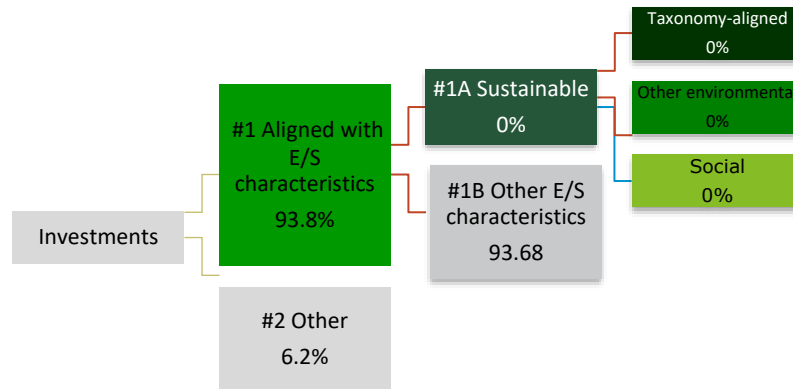 Investments
#1 Aligned with
E/S
characteristics
93.8%
#2 Other
6.2%
#1A Sustainable
0%
#1B Other E/S
characteristics
93.68
Taxonomy-aligned
0%
Other environmenta
0%
Social
0%